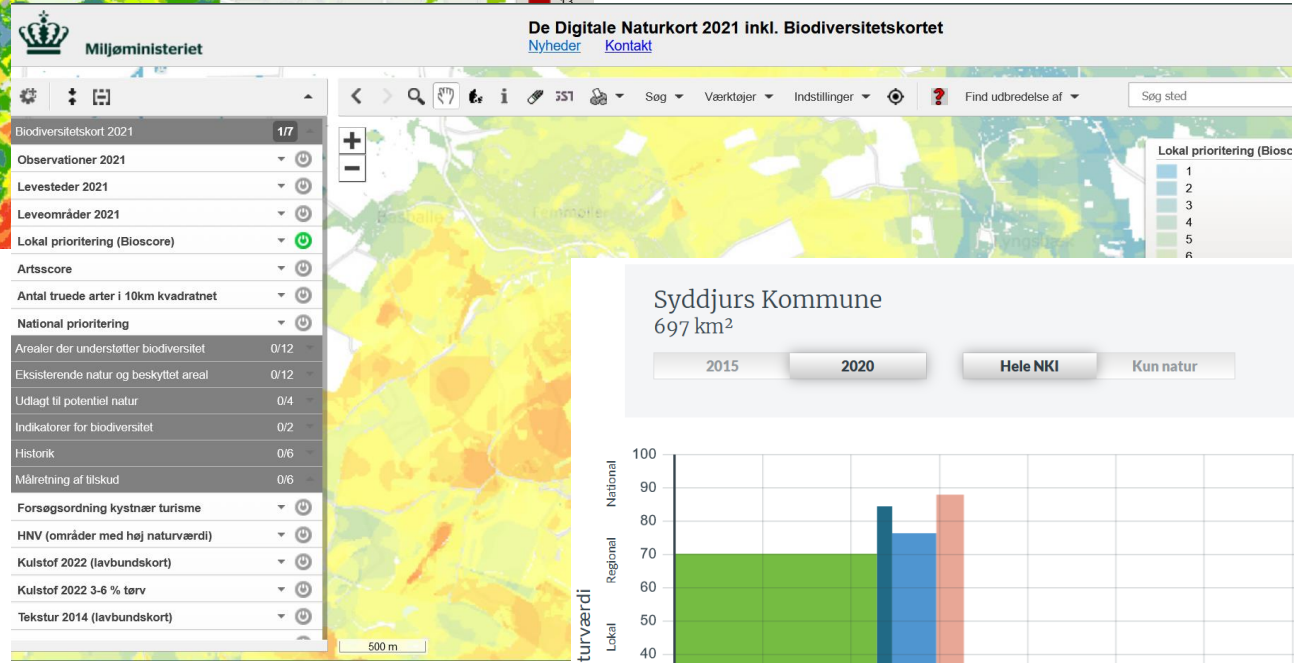 13
De Digitale Naturkort 2021 inkl. Biodiversitetskortet
Miljøministeriet
Nyheder Kontakt
Søg Værktøjer Indstillinger ? Find udbredelse af Søg sted
Biodiversitetskort 2021 1/7
Observationer 2021
Levesteder 2021
Leveområder 2021
Lokal prioritering (Bioscore)
Artsscore
Antal truede arter i 10km kvadratnet
National prioritering
Arealer der understøtter biodiversitet 0/12
Eksisterende natur og beskyttet areal 0/12
Udlagt til potentiel natur 0/4
Indikatorer for biodiversitet 0/2
Historik 0/6
Målretning af tilskud 0/6
Forsøgsordning kystnær turisme
HNV (områder med høj naturværdi)
Kulstof 2022 (lavbundskort)
Kulstof 2022 3-6 % tørv
Tekstur 2014 (lavbundskort)
+
−
Femmøller
500 m
Lokal prioritering (Biosc
1
2
3
4
5
6
Syddjurs Kommune
697 km²
2015 2020 Hele NKI Kun natur
100
90
80
70
60
50
40
National
Regional
Lokal
turværdi